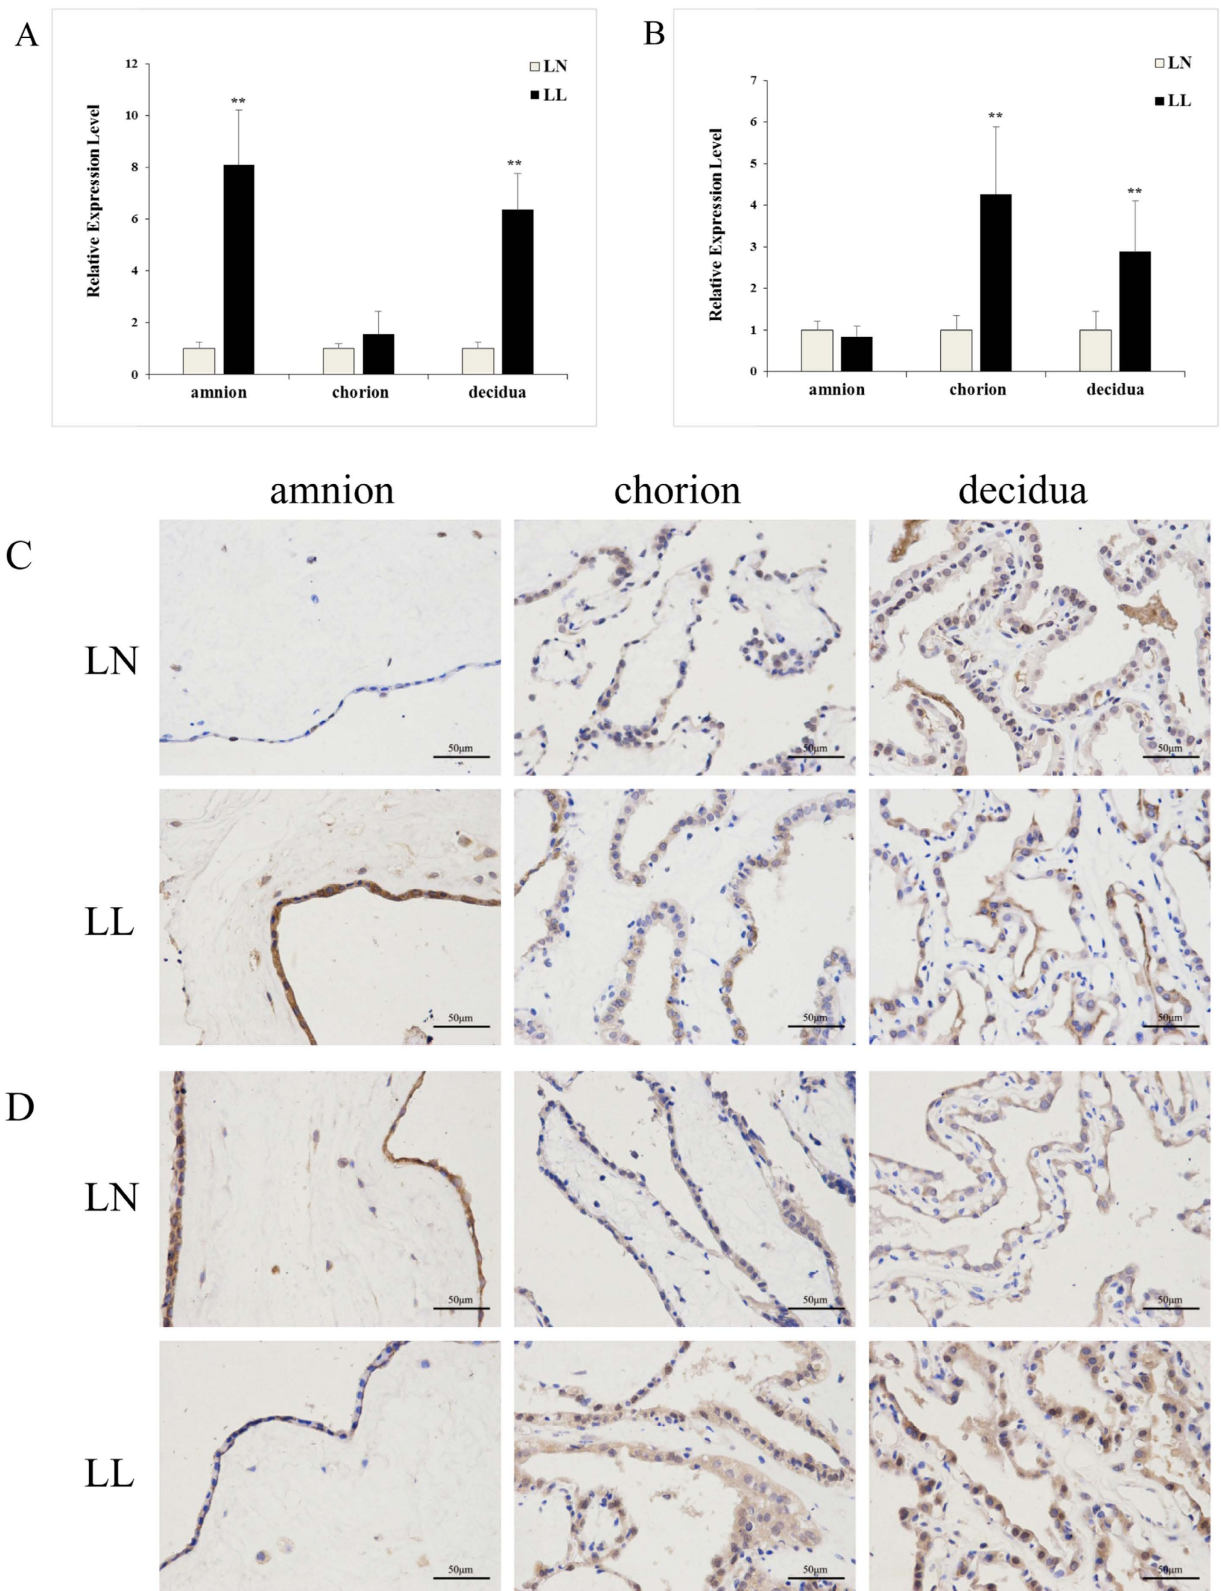 A
Relative Expression Level
12
10
8
6
4
2
0
**
**
LN
LL
amnion
chorion
decidua
B
Relative Expression Level
7
6
5
4
3
2
1
0
**
**
LN
LL
amnion
chorion
decidua
amnion chorion decidua
C
LN
50μm
50μm
50μm
LL
50μm
50μm
50μm
D
LN
50μm
50μm
50μm
LL
50μm
50μm
50μm